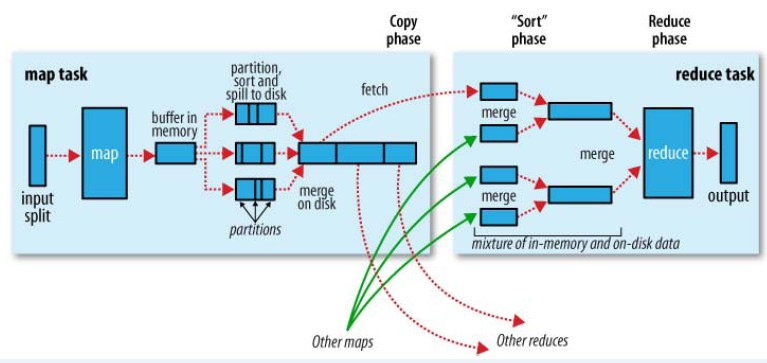 Copy
phase
“Sort”
phase
Reduce
phase
map task
reduce task
partition,
sort and
spill to disk
fetch
buffer in
memory
map
input
split
partitions
merge
on disk
merge
merge
merge
reduce
output
mixture of in-memory and on-disk data
Other maps
Other reduces